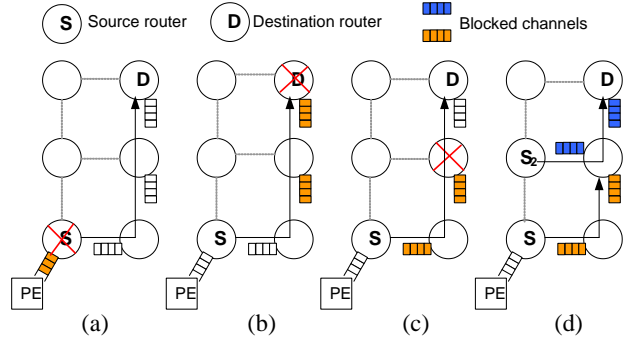 S Source router D Destination router Blocked channels
D D D D
S2
S S S S
PE PE PE PE
(a) (b) (c) (d)